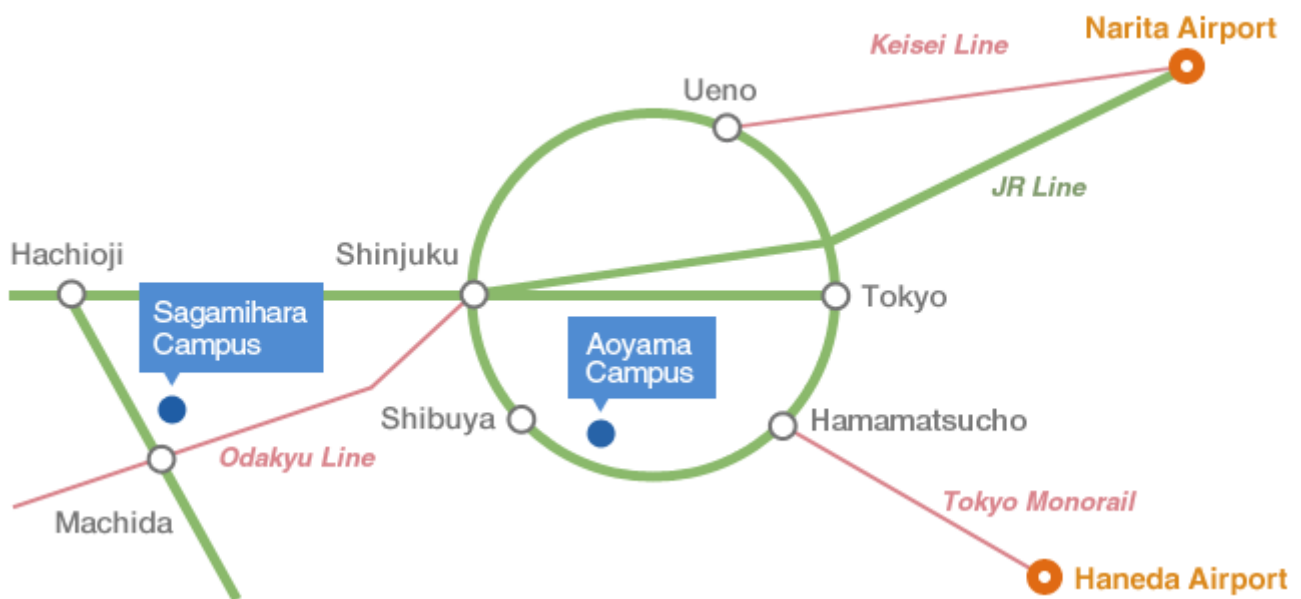 Narita Airport
Keisei Line
Ueno
JR Line
Hachioji
Shinjuku
Tokyo
Sagamihara
Campus
Aoyama
Campus
Shibuya
Hamamatsucho
Odakyu Line
Tokyo Monorail
Machida
Haneda Airport